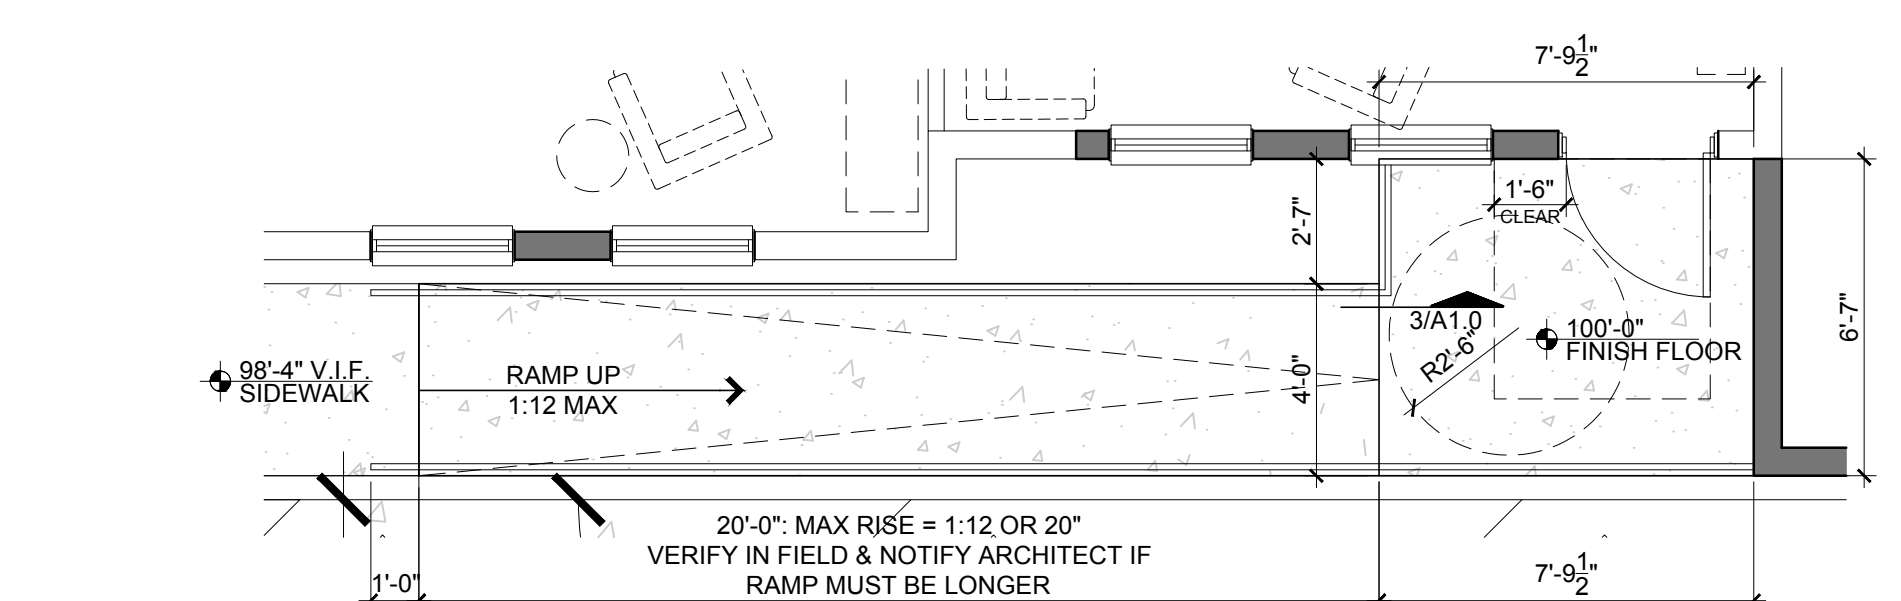 7'-9 1/2"
1'-6"
CLEAR
2'-7"
6'-7"
3/A1.0
100'-0"
FINISH FLOOR
R2'-6"
4'-0"
98'-4" V.I.F.
SIDEWALK
RAMP UP
1:12 MAX
20'-0": MAX RISE = 1:12 OR 20"
VERIFY IN FIELD & NOTIFY ARCHITECT IF
RAMP MUST BE LONGER
1'-0"
7'-9 1/2"